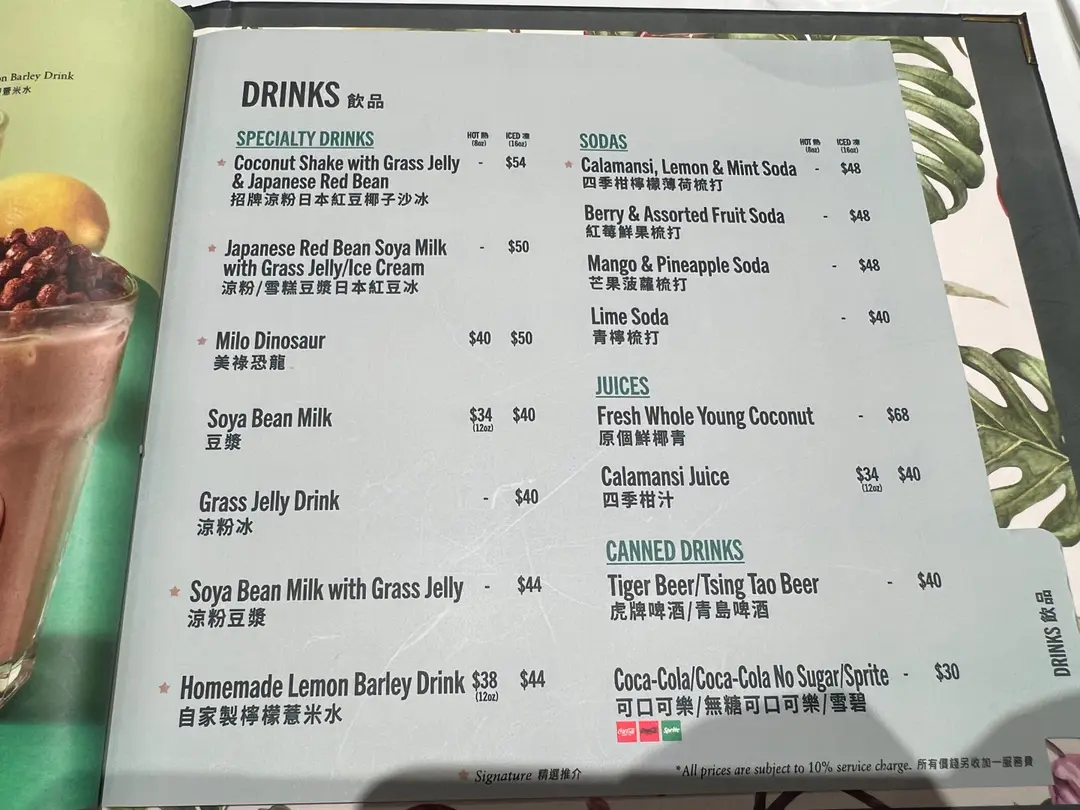 on Barley Drink
薏米水
DRINKS 飲品
SPECIALTY DRINKS
HOT 熱 ICED 凍
(8oz) (16oz)
Coconut Shake with Grass Jelly - $54
& Japanese Red Bean
招牌涼粉日本紅豆椰子沙冰
Japanese Red Bean Soya Milk - $50
with Grass Jelly/Ice Cream
涼粉/雪糕豆漿日本紅豆冰
Milo Dinosaur $40 $50
美祿恐龍
Soya Bean Milk $34 $40
(12oz)
豆漿
Grass Jelly Drink - $40
涼粉冰
Soya Bean Milk with Grass Jelly - $44
涼粉豆漿
Homemade Lemon Barley Drink $38 $44
(12oz)
自家製檸檬薏米水
SODAS
HOT 熱 ICED 凍
(8oz) (16oz)
Calamansi, Lemon & Mint Soda - $48
四季柑檸檬薄荷梳打
Berry & Assorted Fruit Soda - $48
紅莓鮮果梳打
Mango & Pineapple Soda - $48
芒果菠蘿梳打
Lime Soda - $40
青檸梳打
JUICES
Fresh Whole Young Coconut - $68
原個鮮椰青
Calamansi Juice $34 $40
(12oz)
四季柑汁
CANNED DRINKS
Tiger Beer/Tsing Tao Beer - $40
虎牌啤酒/青島啤酒
Coca-Cola/Coca-Cola No Sugar/Sprite - $30
可口可樂/無糖可口可樂/雪碧
Coca-Cola Coca-Cola Sprite
Signature 精選推介
*All prices are subject to 10% service charge. 所有價錢另收加一服務費
DRINKS 飲品